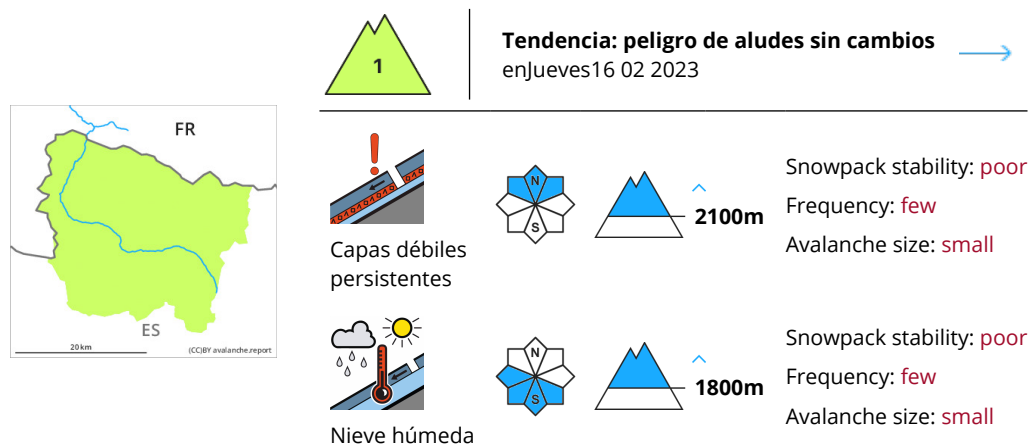 1
Tendencia: peligro de aludes sin cambios
enJueves16 02 2023
FR
ES
20 km
(CC)BY avalanche.report
N
S
2100m
Snowpack stability: poor
Frequency: few
Avalanche size: small
Capas débiles
persistentes
N
S
1800m
Snowpack stability: poor
Frequency: few
Avalanche size: small
Nieve húmeda